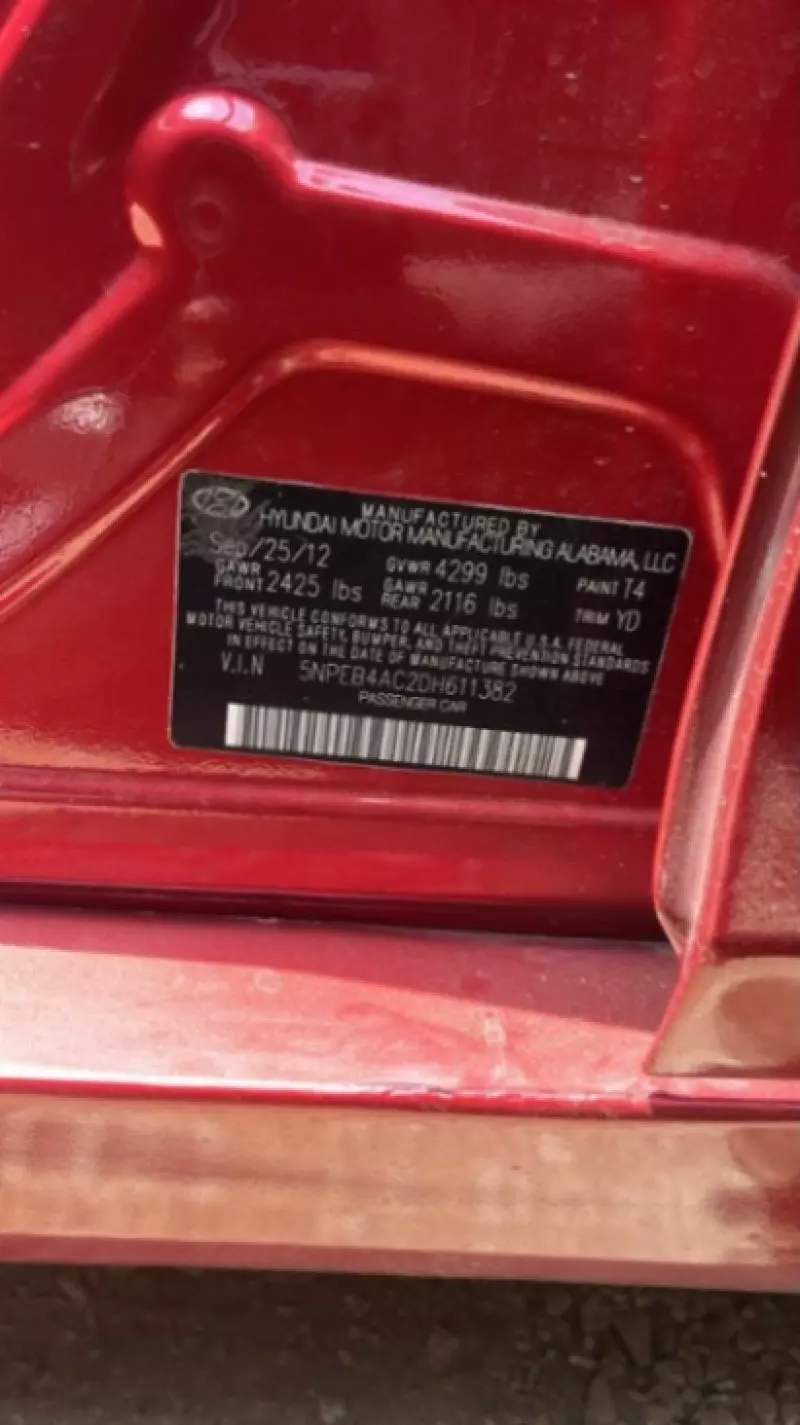 MANUFACTURED BY
HYUNDAI MOTOR MANUFACTURING ALABAMA, LLC
Sep/25/12 GVWR 4299 lbs PAINT T4
GAWR FRONT 2425 lbs GAWR REAR 2116 lbs TRIM YD
THIS VEHICLE CONFORMS TO ALL APPLICABLE U.S.A. FEDERAL
MOTOR VEHICLE SAFETY, BUMPER, AND THEFT PREVENTION STANDARDS
IN EFFECT ON THE DATE OF MANUFACTURE SHOWN ABOVE
V.I.N 5NPEB4AC2DH611382
PASSENGER CAR